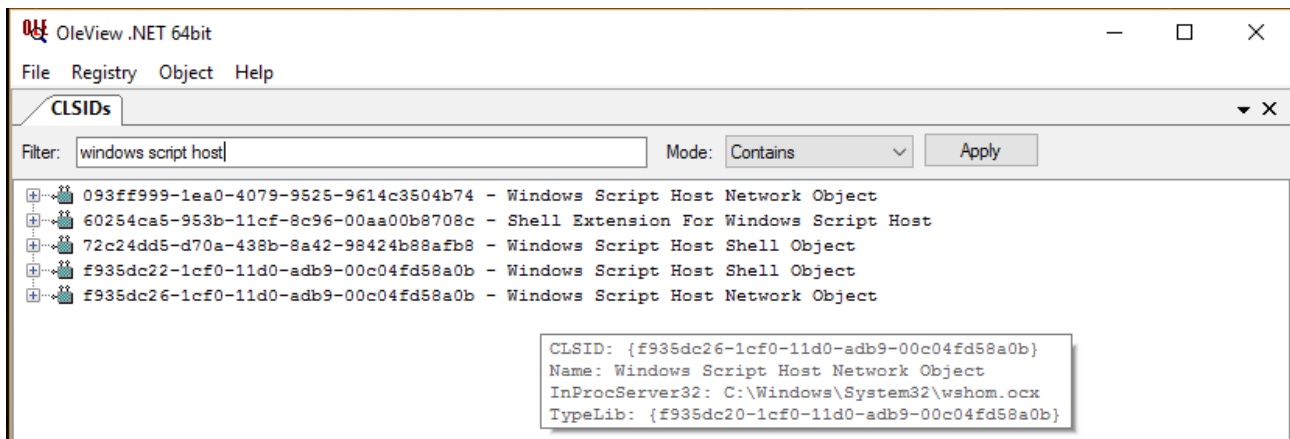 OleView .NET 64bit
File Registry Object Help
CLSIDs
Filter: windows script host Mode: Contains Apply
093ff999-1ea0-4079-9525-9614c3504b74 - Windows Script Host Network Object
60254ca5-953b-11cf-8c96-00aa00b8708c - Shell Extension For Windows Script Host
72c24dd5-d70a-438b-8a42-98424b88afb8 - Windows Script Host Shell Object
f935dc22-1cf0-11d0-adb9-00c04fd58a0b - Windows Script Host Shell Object
f935dc26-1cf0-11d0-adb9-00c04fd58a0b - Windows Script Host Network Object
CLSID: {f935dc26-1cf0-11d0-adb9-00c04fd58a0b}
Name: Windows Script Host Network Object
InProcServer32: C:\Windows\System32\wshom.ocx
TypeLib: {f935dc20-1cf0-11d0-adb9-00c04fd58a0b}